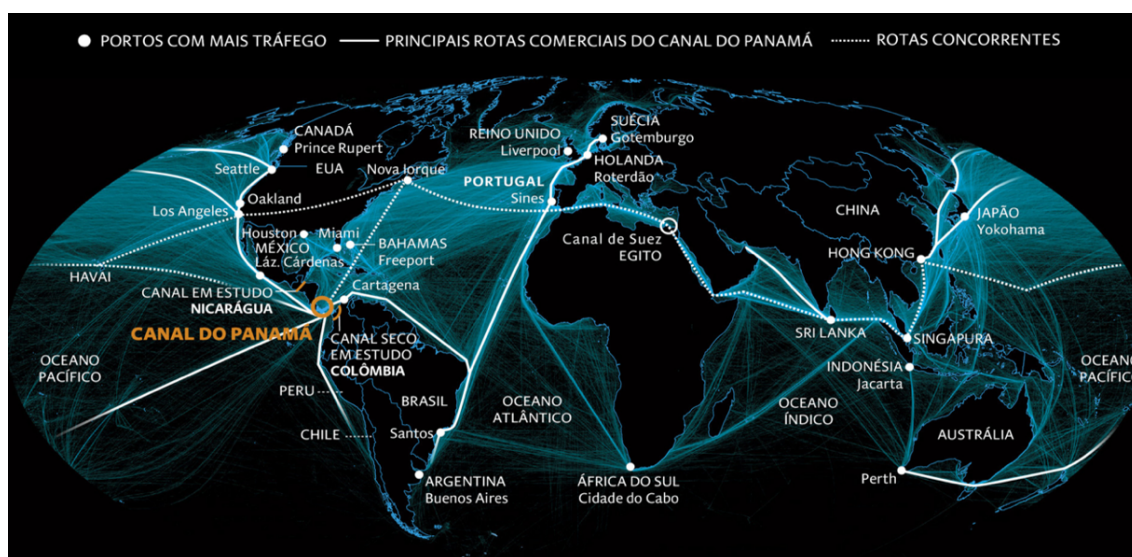 PORTOS COM MAIS TRÁFEGO
PRINCIPAIS ROTAS COMERCIAIS DO CANAL DO PANAMÁ
ROTAS CONCORRENTES
CANADÁ
Prince Rupert
Seattle
EUA
Nova Iorque
Oakland
Los Angeles
Houston
Miami
MÉXICO
Láz. Cárdenas
BAHAMAS
Freeport
HAVAI
CANAL EM ESTUDO
NICARÁGUA
Cartagena
CANAL DO PANAMÁ
CANAL SECO
EM ESTUDO
COLÔMBIA
OCEANO
PACÍFICO
PERU
BRASIL
CHILE
Santos
ARGENTINA
Buenos Aires
OCEANO
ATLÂNTICO
REINO UNIDO
Liverpool
SUÉCIA
Gotemburgo
HOLANDA
Roterdão
PORTUGAL
Sines
Canal de Suez
EGITO
ÁFRICA DO SUL
Cidade do Cabo
CHINA
JAPÃO
Yokohama
HONG KONG
SRI LANKA
SINGAPURA
INDONÉSIA
Jacarta
OCEANO
ÍNDICO
OCEANO
PACÍFICO
AUSTRÁLIA
Perth